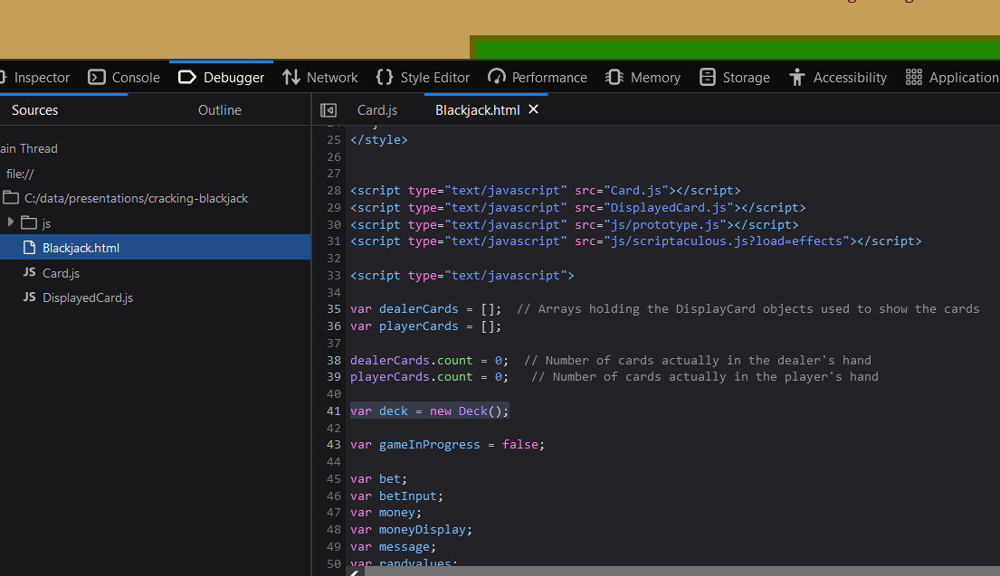 Inspector Console Debugger Network Style Editor Performance Memory Storage Accessibility Application
Sources Outline Card.js Blackjack.html
ain Thread
file://
C:/data/presentations/cracking-blackjack
js
Blackjack.html
JS Card.js
JS DisplayedCard.js
25 </style>
26
27
28 <script type="text/javascript" src="Card.js"></script>
29 <script type="text/javascript" src="DisplayedCard.js"></script>
30 <script type="text/javascript" src="js/prototype.js"></script>
31 <script type="text/javascript" src="js/scriptaculous.js?load=effects"></script>
32
33 <script type="text/javascript">
34
35 var dealerCards = []; // Arrays holding the DisplayCard objects used to show the cards
36 var playerCards = [];
37
38 dealerCards.count = 0; // Number of cards actually in the dealer's hand
39 playerCards.count = 0; // Number of cards actually in the player's hand
40
41 var deck = new Deck();
42
43 var gameInProgress = false;
44
45 var bet;
46 var betInput;
47 var money;
48 var moneyDisplay;
49 var message;
50 var randvalues;